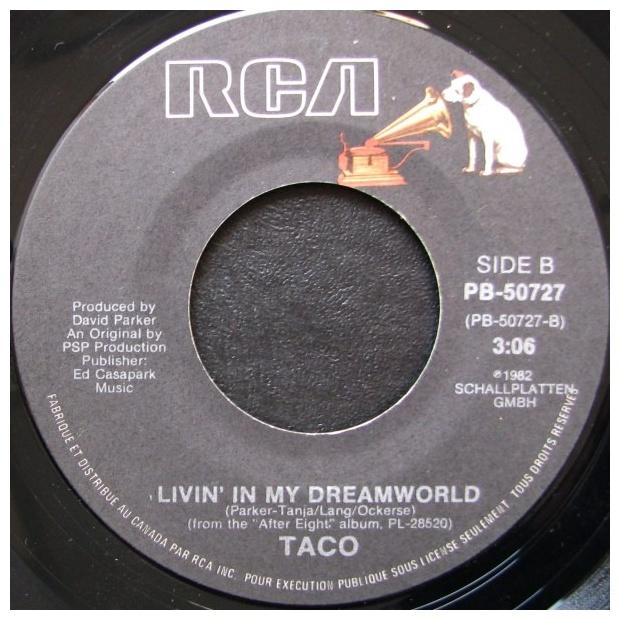 RCA
SIDE B
PB-50727
(PB-50727-B)
3:06
℗1982
SCHALLPLATTEN
GMBH
Produced by
David Parker
An Original by
PSP Production
Publisher:
Ed Casapark
Music
LIVIN' IN MY DREAMWORLD
(Parker-Tanja/Lang/Ockerse)
(from the "After Eight" album, PL-28520)
TACO
FABRIQUE ET DISTRIBUE AU CANADA PAR RCA INC. POUR EXECUTION PUBLIQUE SOUS LICENSE SEULEMENT. TOUS DROITS RESERVES